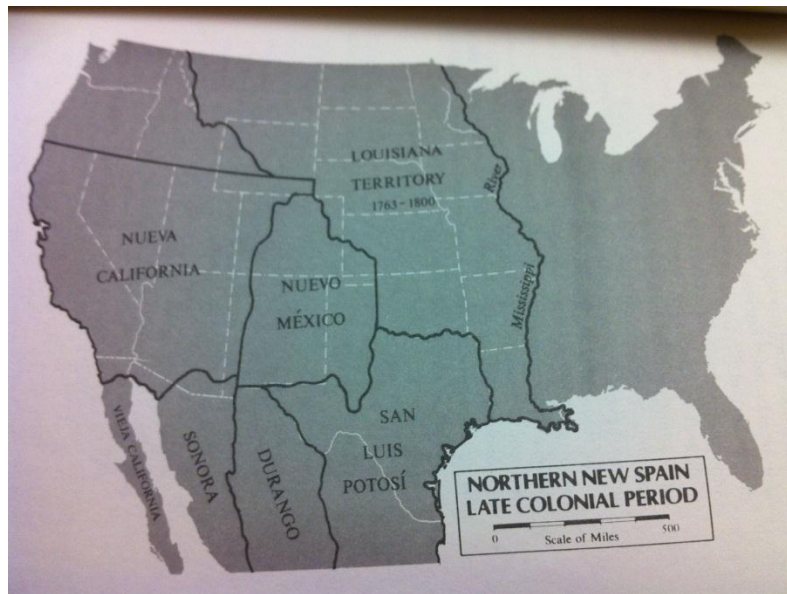 LOUISIANA
TERRITORY
1763-1800
River
Mississippi
NUEVA
CALIFORNIA
NUEVO
MÉXICO
VIEJA CALIFORNIA
SONORA
DURANGO
SAN
LUIS
POTOSÍ
NORTHERN NEW SPAIN
LATE COLONIAL PERIOD
0 500
Scale of Miles